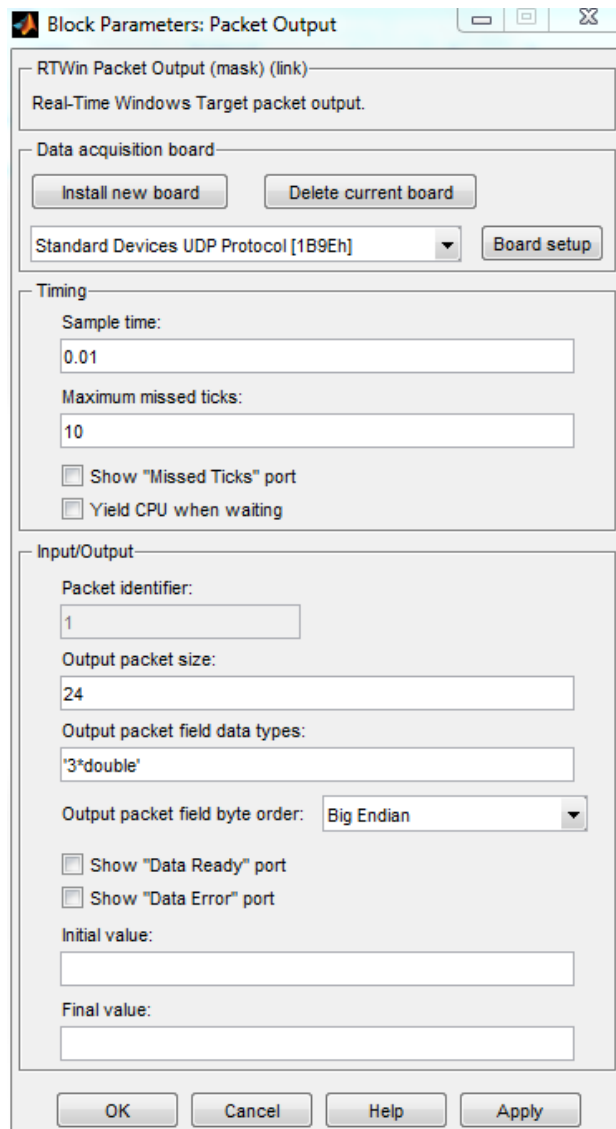 Block Parameters: Packet Output
RTWin Packet Output (mask) (link)
Real-Time Windows Target packet output.
Data acquisition board
Install new board Delete current board
Standard Devices UDP Protocol [1B9Eh] Board setup
Timing
Sample time:
0.01
Maximum missed ticks:
10
Show "Missed Ticks" port
Yield CPU when waiting
Input/Output
Packet identifier:
1
Output packet size:
24
Output packet field data types:
'3*double'
Output packet field byte order: Big Endian
Show "Data Ready" port
Show "Data Error" port
Initial value:
Final value:
OK Cancel Help Apply